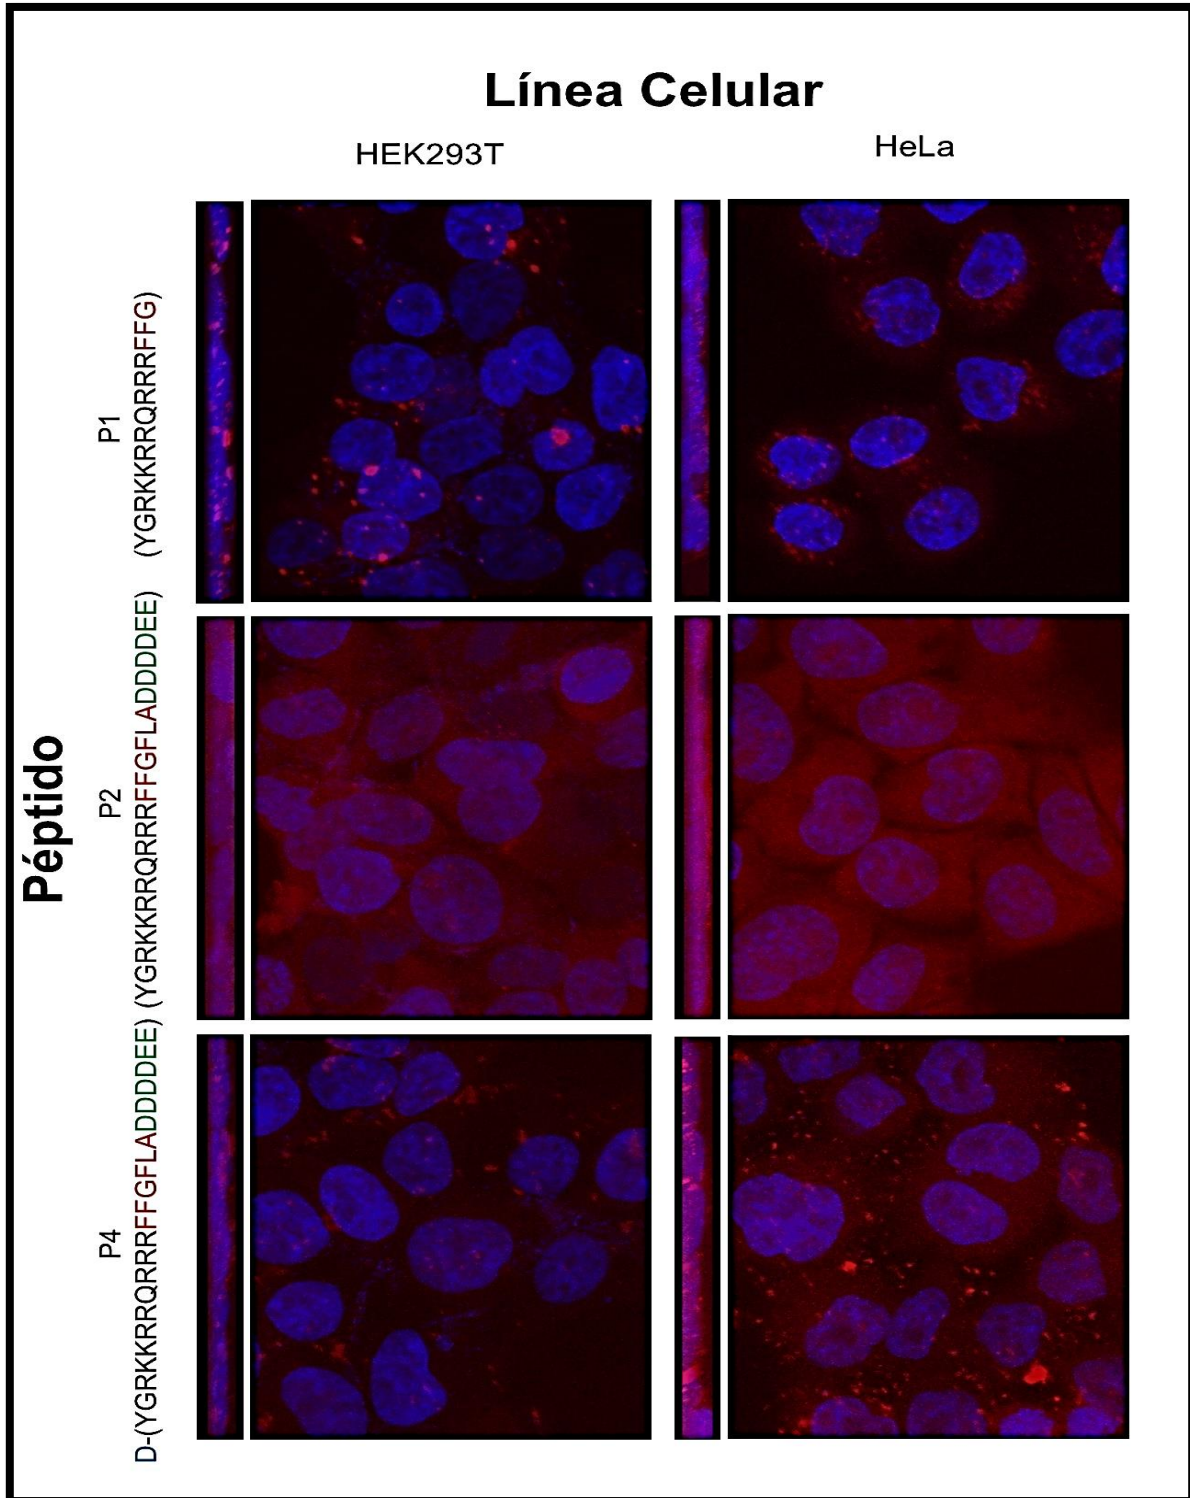 Línea Celular
HEK293T
HeLa
Péptido
P1
(YGRKKRRQRRRFFG)
P2
(YGRKKRRQRRRFFGFLADDDDEE)
P4
D-(YGRKKRRQRRRFFGFLADDDDEE)